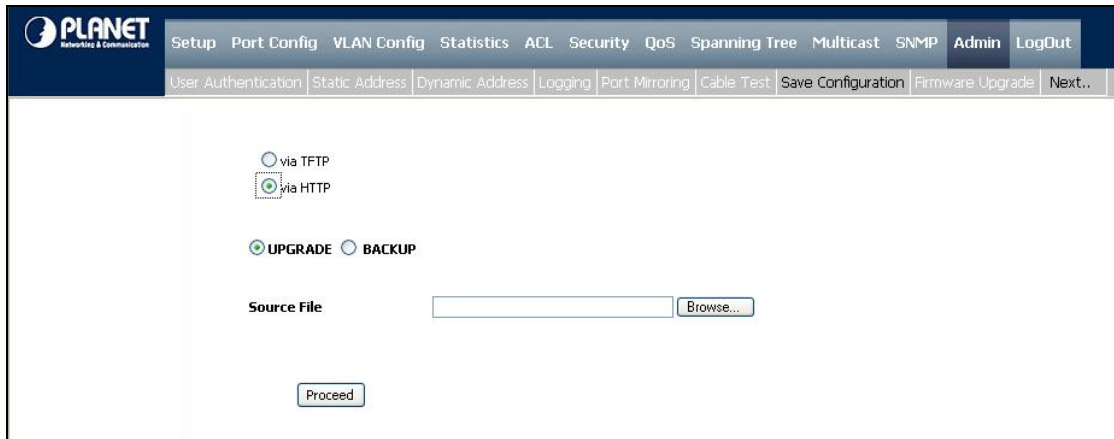 PLANET
Networking & Communication
Setup Port Config VLAN Config Statistics ACL Security QoS Spanning Tree Multicast SNMP Admin LogOut
User Authentication Static Address Dynamic Address Logging Port Mirroring Cable Test Save Configuration Firmware Upgrade Next..
via TFTP
via HTTP
UPGRADE BACKUP
Source File Browse...
Proceed